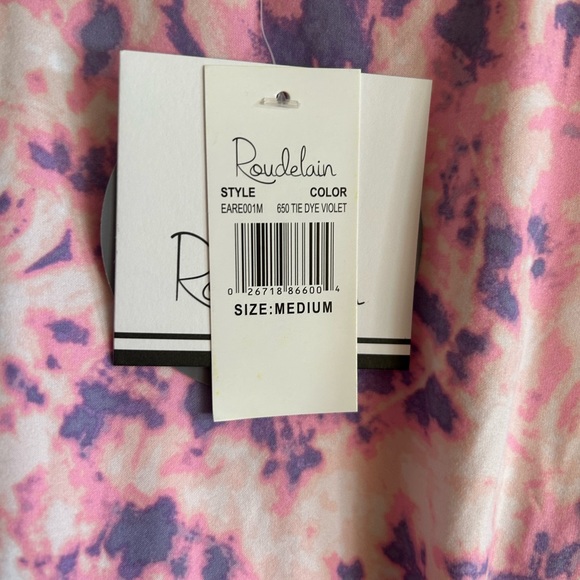 Roudelain
STYLE COLOR
EARE001M 650 TIE DYE VIOLET
0 26718 86600 4
SIZE:MEDIUM